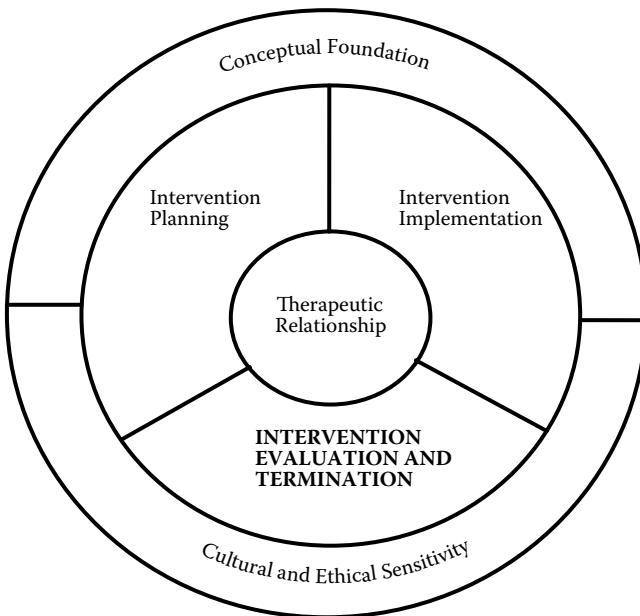 Conceptual Foundation
Intervention
Planning
Intervention
Implementation
Therapeutic
Relationship
INTERVENTION
EVALUATION AND
TERMINATION
Cultural and Ethical Sensitivity